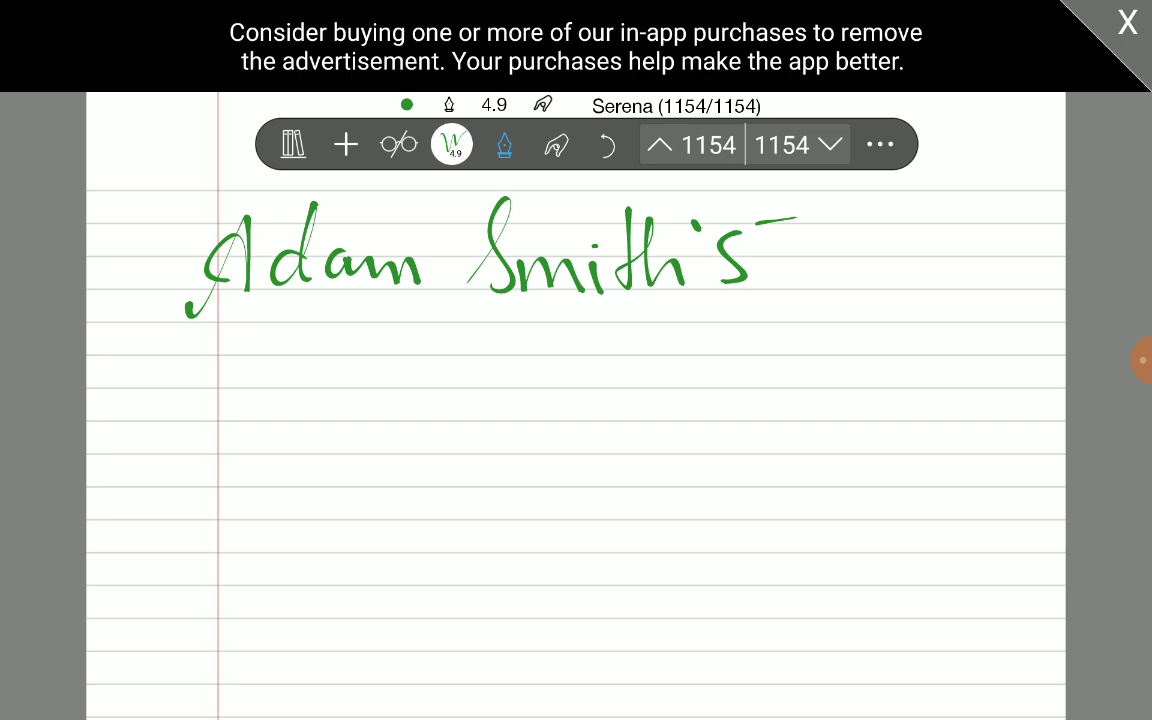 Consider buying one or more of our in-app purchases to remove
the advertisement. Your purchases help make the app better.
X
4.9 Serena (1154/1154)
W 4.9 1154 1154
Adam Smith's